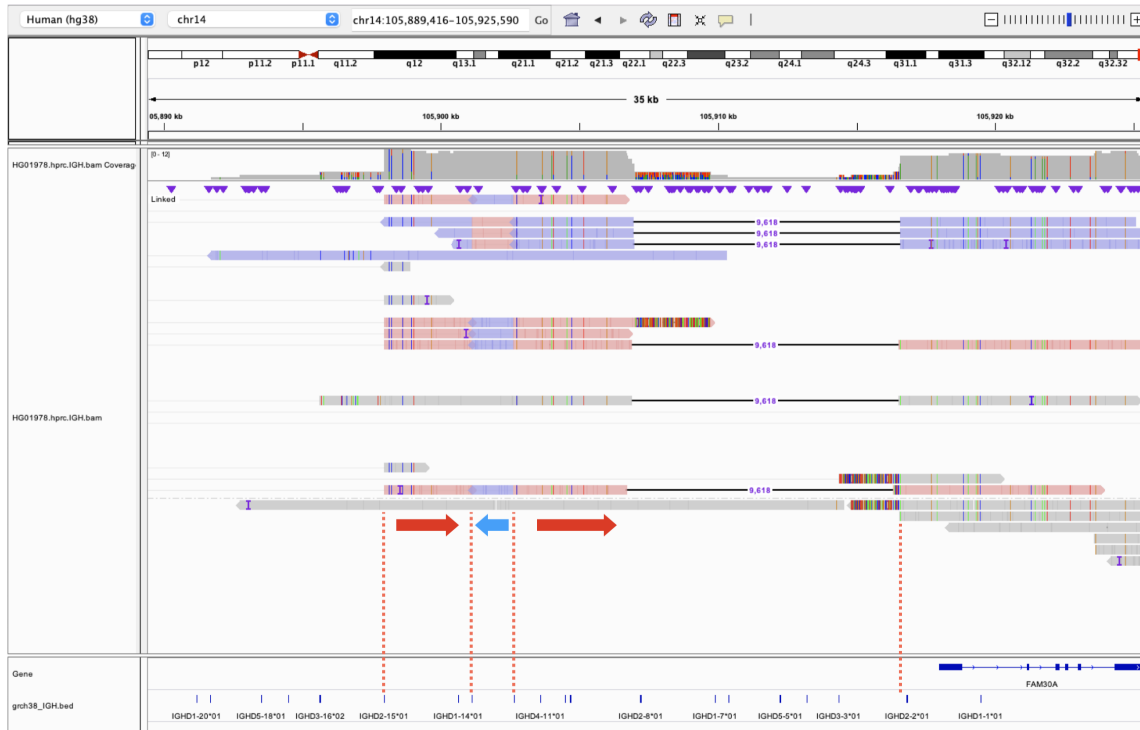 Human (hg38) chr14 chr14:105,889,416-105,925,590 Go
p12 p11.2 p11.1 q11.2 q12 q13.1 q21.1 q21.2 q21.3 q22.1 q22.3 q23.2 q24.1 q24.3 q31.1 q31.3 q32.12 q32.2 q32.32
35 kb
05,890 kb 105,900 kb 105,910 kb 105,920 kb
HG01978.hprc.IGH.bam Coverag
[0 - 12]
Linked
9,618
9,618
9,618
9,618
9,618
HG01978.hprc.IGH.bam
9,618
Gene
FAM30A
grch38_IGH.bed
IGHD1-20*01 IGHD5-18*01 IGHD3-16*02 IGHD2-15*01 IGHD1-14*01 IGHD4-11*01 IGHD2-8*01 IGHD1-7*01 IGHD5-5*01 IGHD3-3*01 IGHD2-2*01 IGHD1-1*01